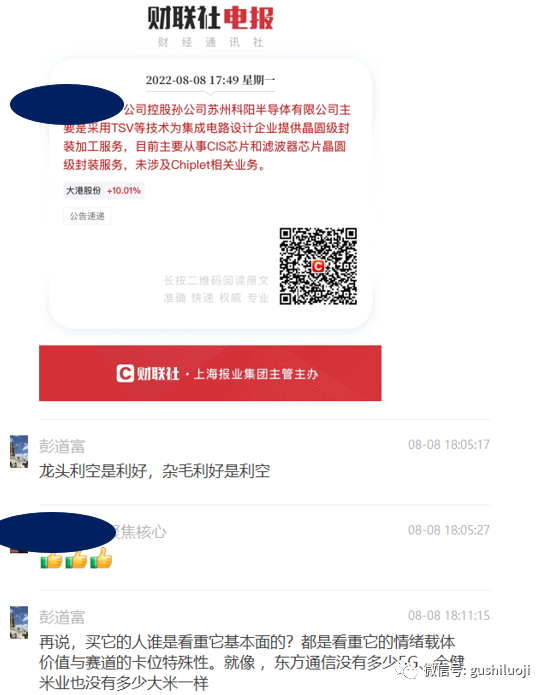 财联社电报
财经通讯社
2022-08-08 17:49 星期一
公司控股孙公司苏州科阳半导体有限公司主
要是采用TSV等技术为集成电路设计企业提供晶圆级封
装加工服务，目前主要从事CIS芯片和滤波器芯片晶圆
级封装服务，未涉及Chiplet相关业务。
大港股份 +10.01%
公告速递
长按二维码阅读原文
准确 快速 权威 专业
财联社·上海报业集团主管主办
彭道富
08-08 18:05:17
龙头利空是利好，杂毛利好是利空
聚焦核心
08-08 18:05:27
👍👍👍
彭道富
08-08 18:11:15
再说，买它的人谁是看重它基本面的？都是看重它的情绪载体
价值与赛道的卡位特殊性。就像 ，东方通信没有多少5G、金健
米业也没有多少大米一样
微信号: gushiluoji